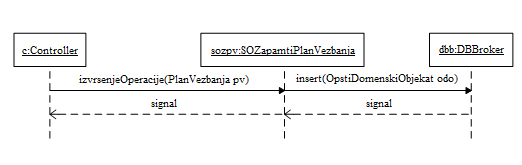 c:Controller
sozpv:SOZapamtiPlanVezbanja
dbb:DBBroker
izvrsenjeOperacije(PlanVezbanja pv)
insert(OpstiDomenskiObjekat odo)
signal
signal